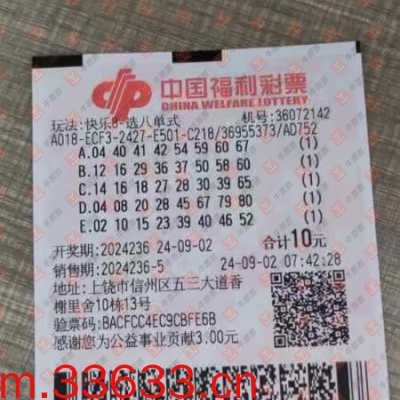 中国福利彩票
CHINA WELFARE LOTTERY
玩法:快乐8-选八单式 机号:36072142
A018-ECF3-2427-E501-C218/36955373/AD752
A.04 40 41 42 54 59 60 67 (1)
B.12 16 29 36 37 50 58 60 (1)
C.14 16 18 27 28 30 39 65 (1)
D.04 08 20 28 45 67 79 80 (1)
E.02 10 15 23 39 40 46 52 (1)
开奖期:2024236 24-09-02 合计10元
销售期:2024236-5 24-09-02 07:42:28
地址:上饶市信州区五三大道香
榭里舍10栋13号
验票码:BACFCC4EC9CBFE6B
感谢您为公益事业贡献3.00元
m.33633.cn